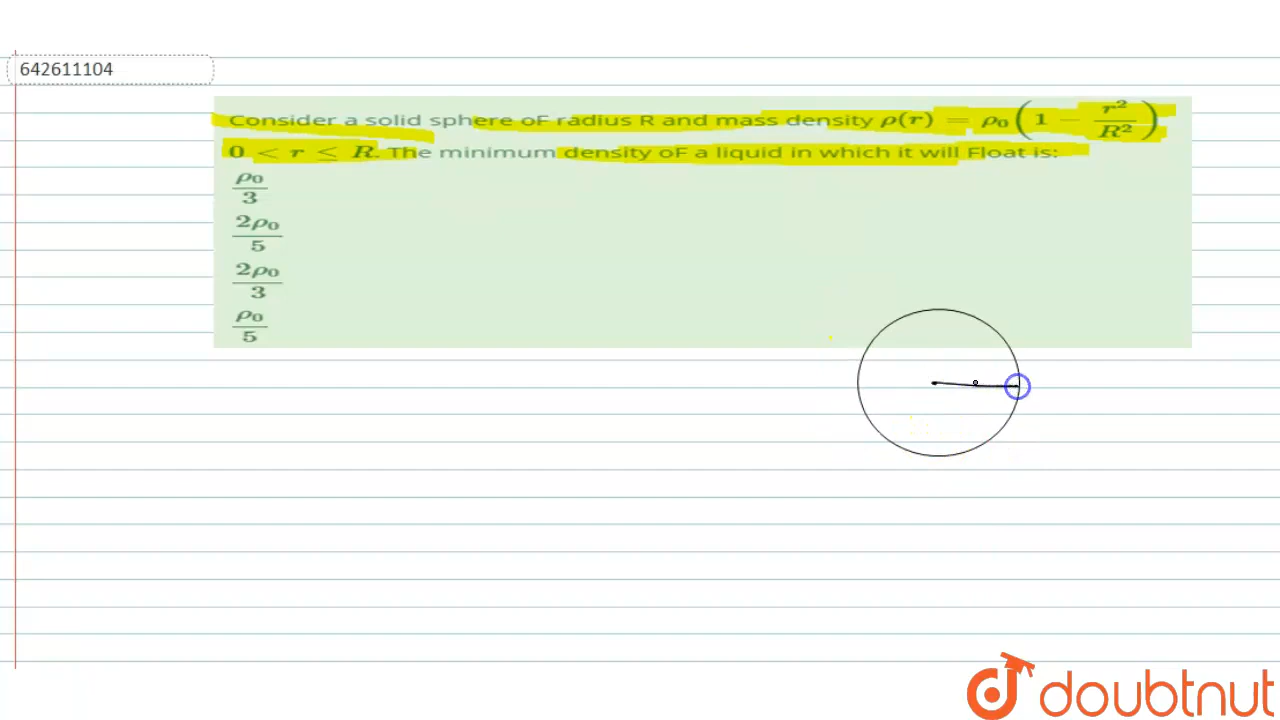 642611104
Consider a solid sphere oF radius R and mass density ρ(r) = ρ₀(1 − r²/R²)
0 < r ≤ R. The minimum density oF a liquid in which it will Float is:
ρ₀/3
2ρ₀/5
2ρ₀/3
ρ₀/5
doubtnut